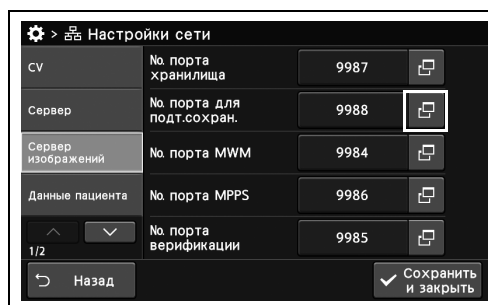 > Настройки сети
CV
Сервер
Сервер
изображений
Данные пациента
1/2
№ порта
хранилища
9987
№ порта для
подт.сохран.
9988
№ порта MWM
9984
№ порта MPPS
9986
№ порта
верификации
9985
Назад
Сохранить
и закрыть